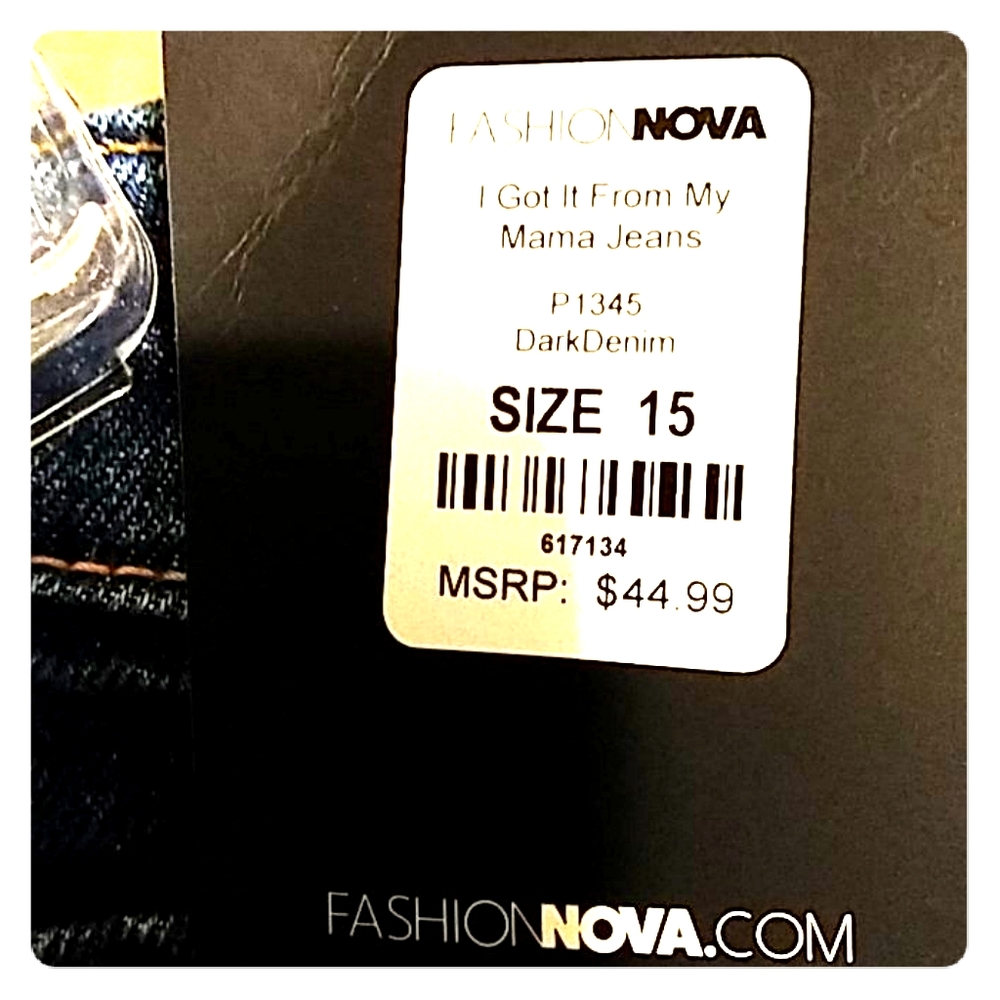 FASHIONNOVA
I Got It From My
Mama Jeans
P1345
DarkDenim
SIZE 15
617134
MSRP: $44.99
FASHIONNOVA.COM